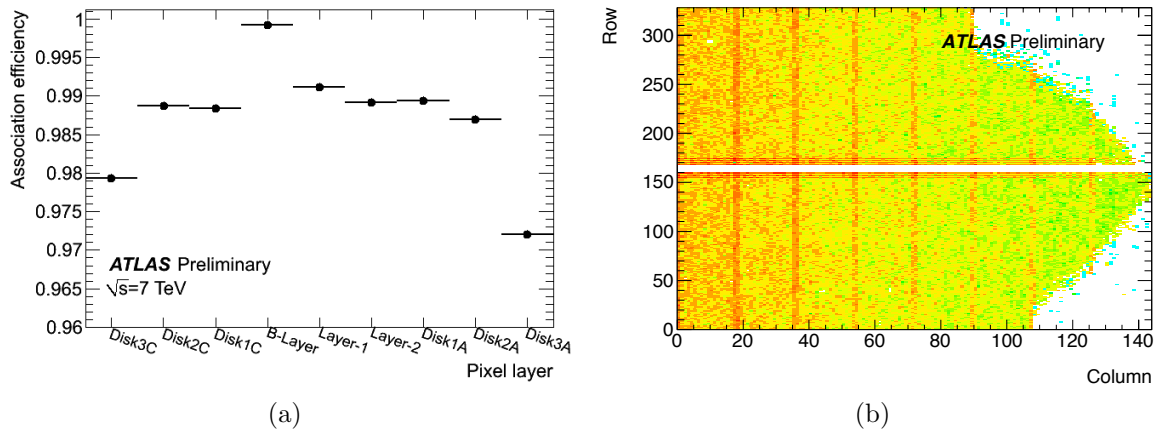 Association efficiency
1
0.995
0.99
0.985
0.98
0.975
0.97
0.965
0.96
ATLAS Preliminary
√s=7 TeV
Disk3C Disk2C Disk1C B-Layer Layer-1 Layer-2 Disk1A Disk2A Disk3A
Pixel layer
(a)
Row
300
250
200
150
100
50
0
ATLAS Preliminary
0 20 40 60 80 100 120 140
Column
(b)